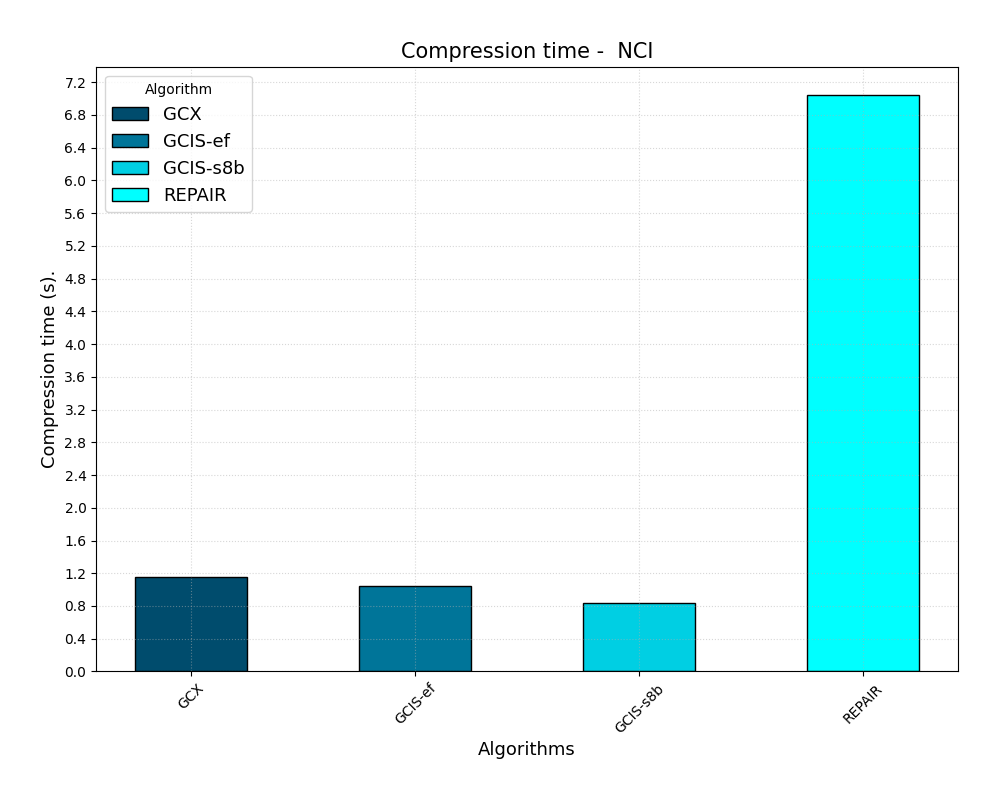 Compression time -  NCI
Algorithm
GCX
GCIS-ef
GCIS-s8b
REPAIR
Compression time (s).
7.2
6.8
6.4
6.0
5.6
5.2
4.8
4.4
4.0
3.6
3.2
2.8
2.4
2.0
1.6
1.2
0.8
0.4
0.0
GCX
GCIS-ef
GCIS-s8b
REPAIR
Algorithms